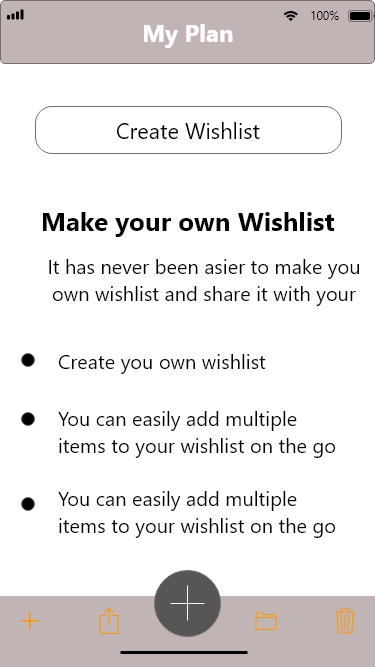 100%
My Plan
Create Wishlist
Make your own Wishlist
It has never been asier to make you
own wishlist and share it with your
Create you own wishlist
You can easily add multiple
items to your wishlist on the go
You can easily add multiple
items to your wishlist on the go